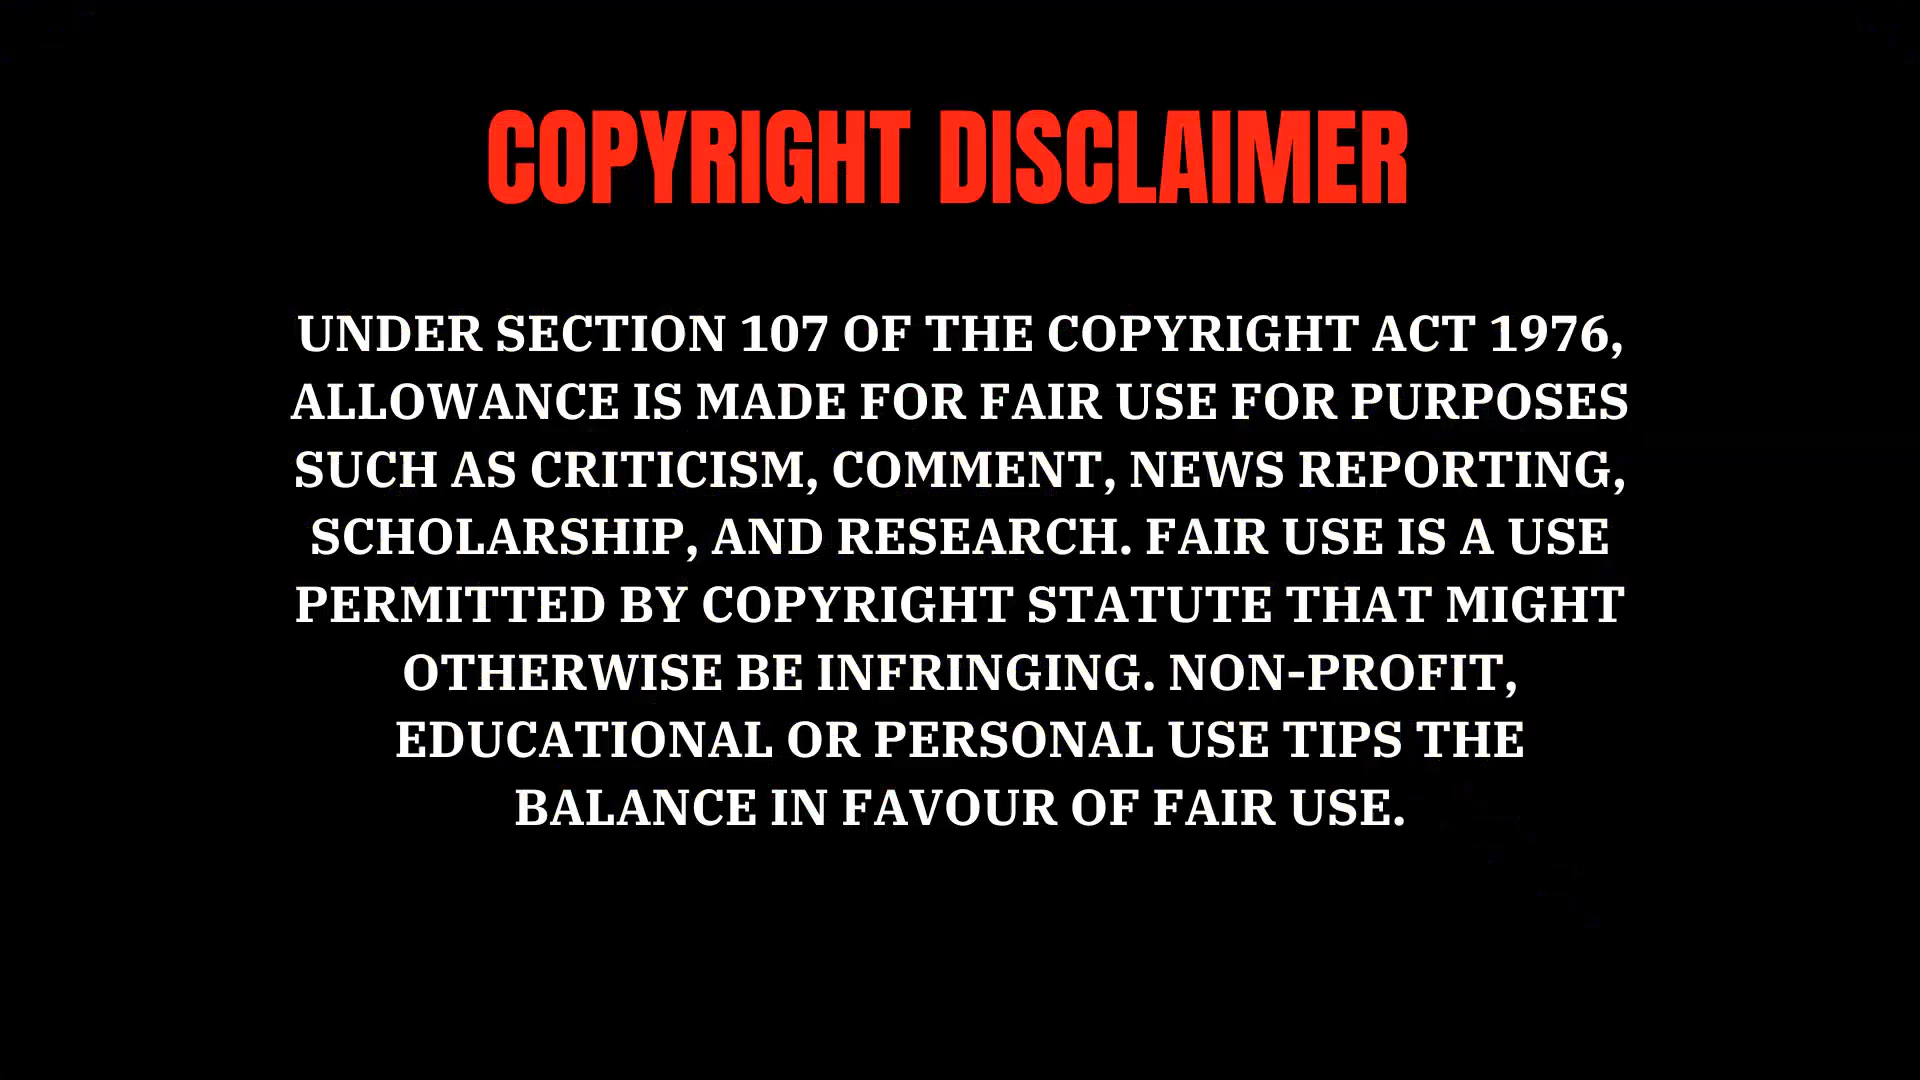 COPYRIGHT DISCLAIMER
UNDER SECTION 107 OF THE COPYRIGHT ACT 1976,
ALLOWANCE IS MADE FOR FAIR USE FOR PURPOSES
SUCH AS CRITICISM, COMMENT, NEWS REPORTING,
SCHOLARSHIP, AND RESEARCH. FAIR USE IS A USE
PERMITTED BY COPYRIGHT STATUTE THAT MIGHT
OTHERWISE BE INFRINGING. NON-PROFIT,
EDUCATIONAL OR PERSONAL USE TIPS THE
BALANCE IN FAVOUR OF FAIR USE.